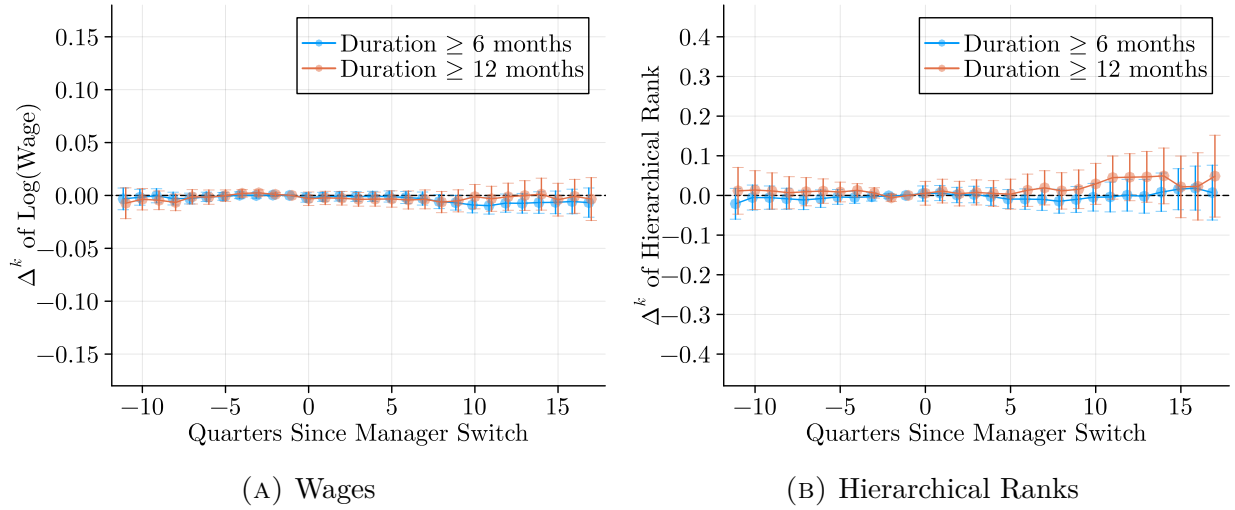 0.15
0.10
0.05
0.00
−0.05
−0.10
−0.15
Δᵏ of Log(Wage)
Duration ≥ 6 months
Duration ≥ 12 months
−10 −5 0 5 10 15
Quarters Since Manager Switch
(A) Wages
0.4
0.3
0.2
0.1
0.0
−0.1
−0.2
−0.3
−0.4
Δᵏ of Hierarchical Rank
Duration ≥ 6 months
Duration ≥ 12 months
−10 −5 0 5 10 15
Quarters Since Manager Switch
(B) Hierarchical Ranks